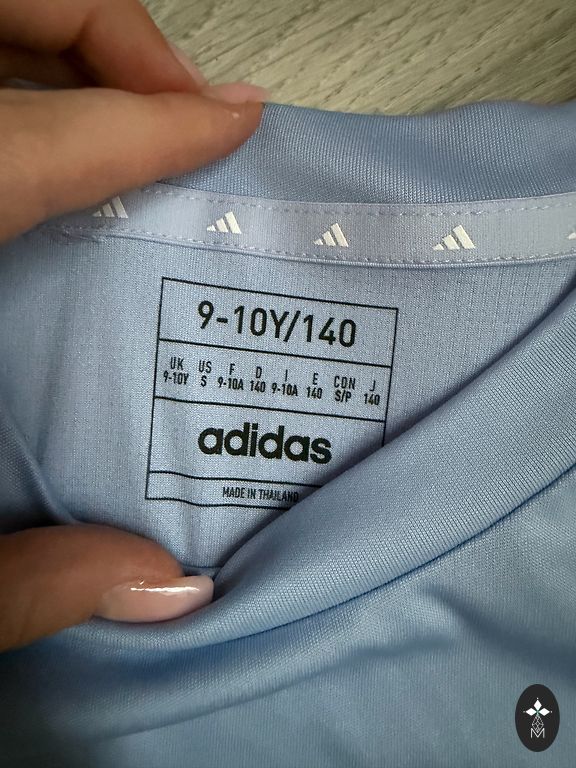 9-10Y/140
UK US F D I E CON J
9-10Y S 9-10A 140 9-10A 140 S/P 140
adidas
MADE IN THAILAND
M